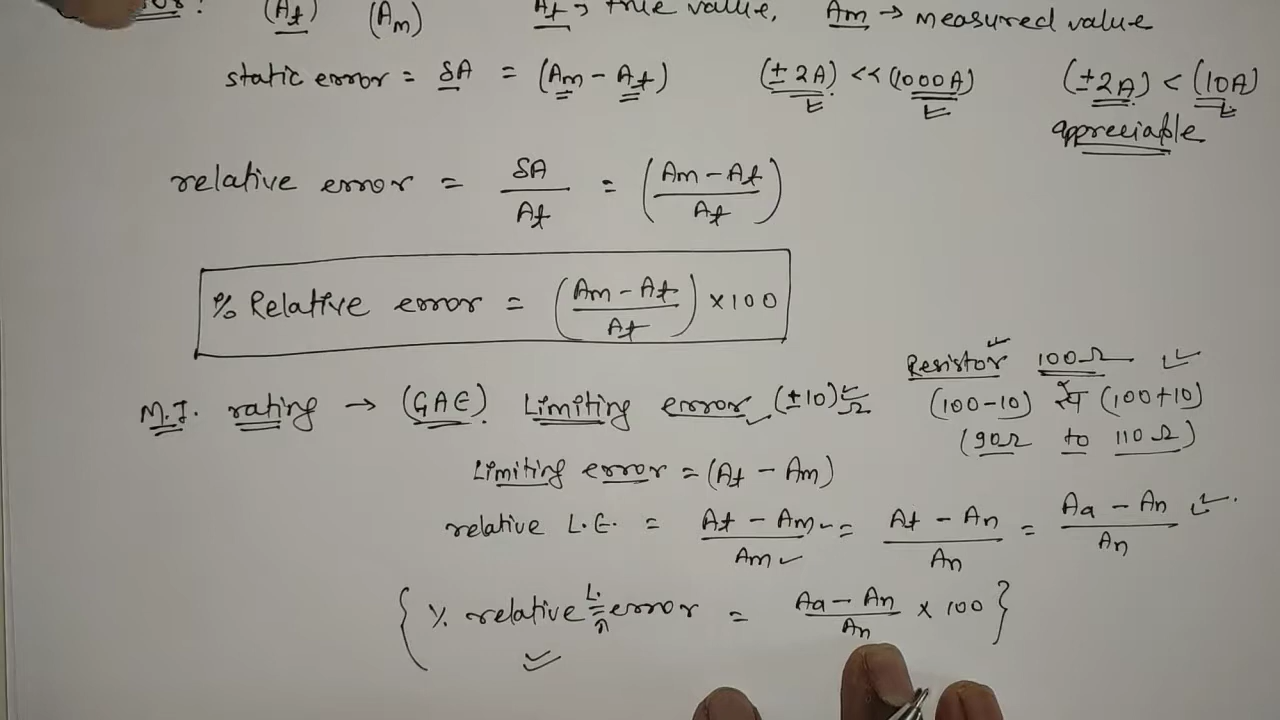 (At) (Am) At → true value, Am → measured value
static error = δA = (Am - At) (± 2A) << (1000A) (± 2A) < (10A)
appreciable
relative error = δA / At = (Am - At / At)
% Relative error = (Am - At / At) × 100
Resistor 100Ω
M.I. rating → (GAE) Limiting error (±10)Ω (100-10) से (100+10)
(90Ω to 110Ω)
Limiting error = (At - Am)
relative L.E. = At - Am / Am = At - An / An = Aa - An / An
{ % relative L. error = Aa - An / An × 100 }